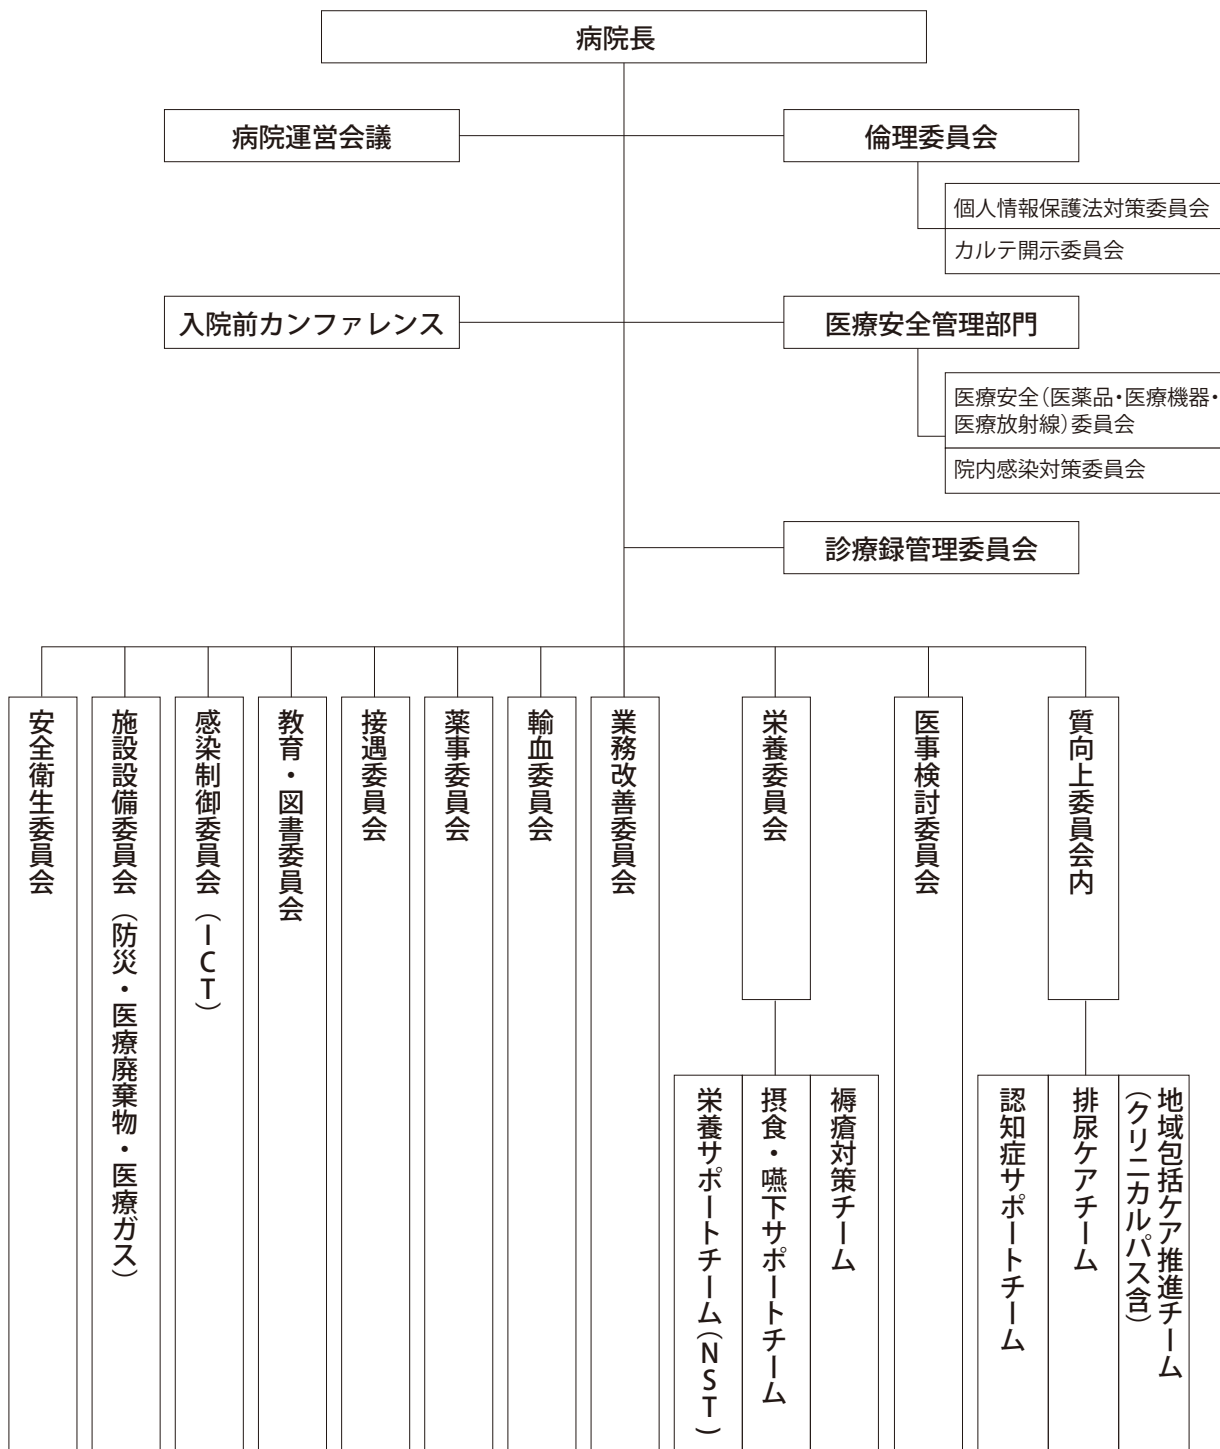 病院長
病院運営会議
倫理委員会
個人情報保護法対策委員会
カルテ開示委員会
入院前カンファレンス
医療安全管理部門
医療安全（医薬品・医療機器・
医療放射線）委員会
院内感染対策委員会
診療録管理委員会
安全衛生委員会
施設設備委員会（防災・医療廃棄物・医療ガス）
感染制御委員会（ICT）
教育・図書委員会
接遇委員会
薬事委員会
輸血委員会
業務改善委員会
栄養委員会
医事検討委員会
質向上委員会内
栄養サポートチーム（NST）
摂食・嚥下サポートチーム
褥瘡対策チーム
認知症サポートチーム
排尿ケアチーム
地域包括ケア推進チーム
（クリニカルパス含）